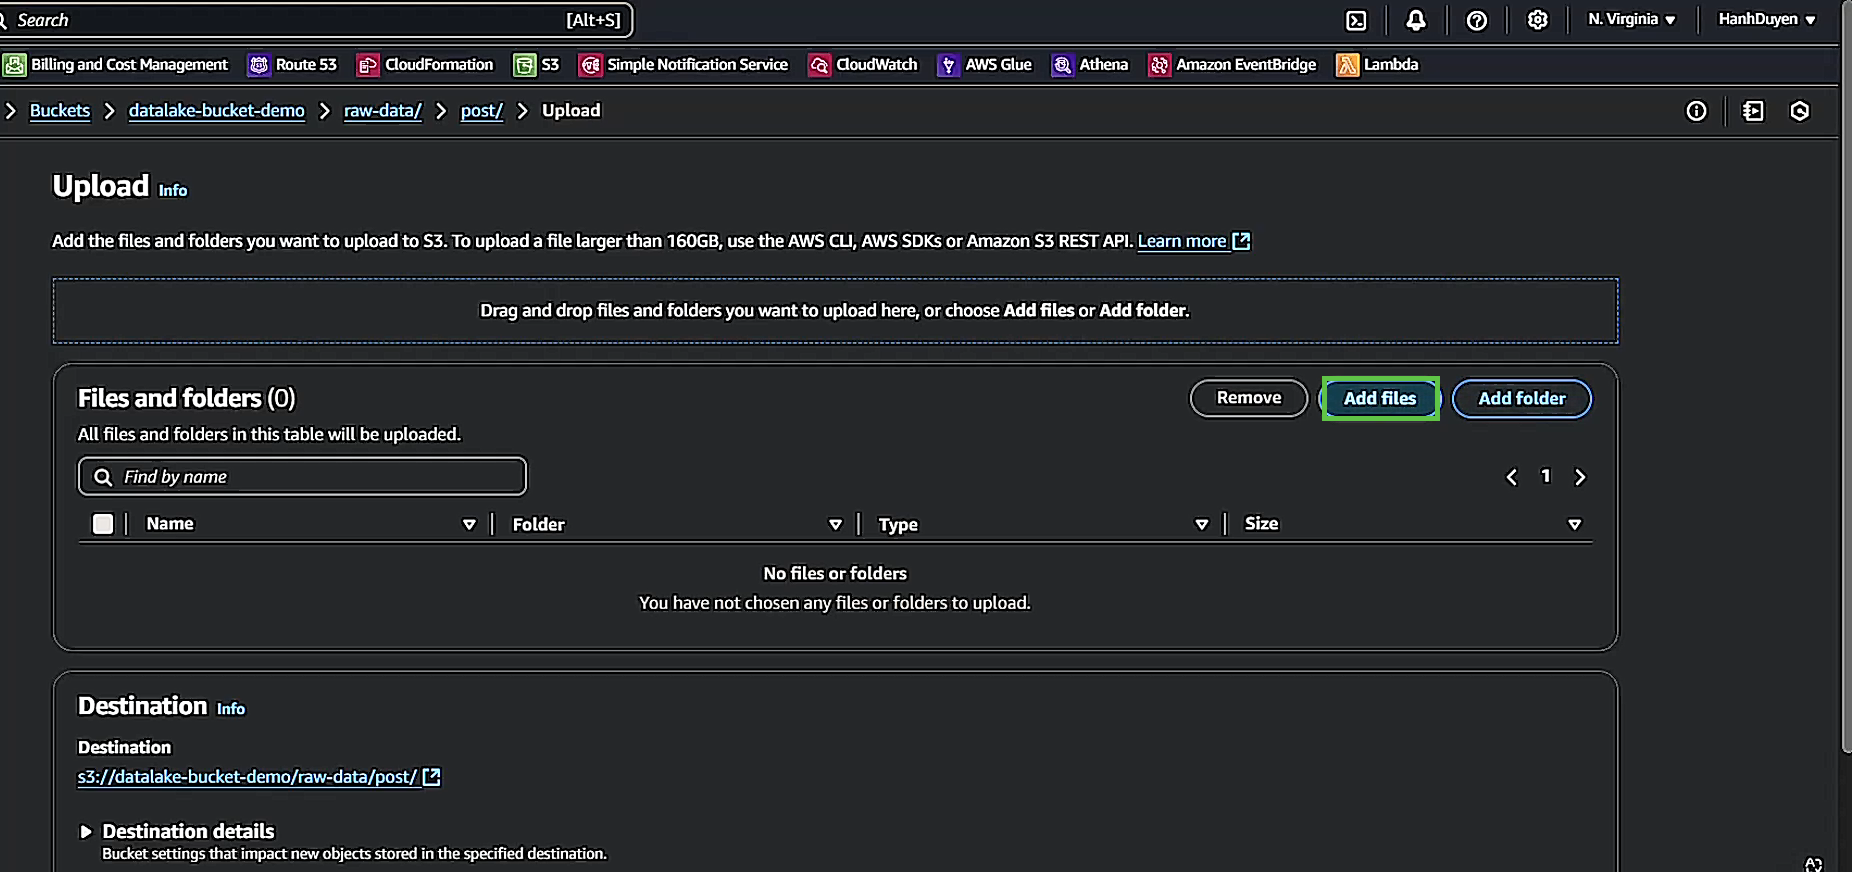 Search [Alt+S] N. Virginia HanhDuyen
Billing and Cost Management Route 53 CloudFormation S3 Simple Notification Service CloudWatch AWS Glue Athena Amazon EventBridge Lambda
Buckets datalake-bucket-demo raw-data/ post/ Upload
Upload Info
Add the files and folders you want to upload to S3. To upload a file larger than 160GB, use the AWS CLI, AWS SDKs or Amazon S3 REST API. Learn more
Drag and drop files and folders you want to upload here, or choose Add files or Add folder.
Files and folders (0) Remove Add files Add folder
All files and folders in this table will be uploaded.
Find by name 1
Name Folder Type Size
No files or folders
You have not chosen any files or folders to upload.
Destination Info
Destination
s3://datalake-bucket-demo/raw-data/post/
Destination details
Bucket settings that impact new objects stored in the specified destination.